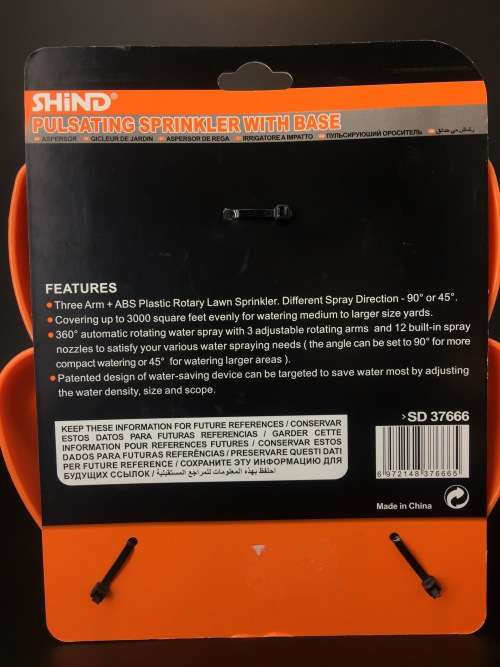 SHIND®
PULSATING SPRINKLER WITH BASE
■ ASPERSOR ■ GICLEUR DE JARDIN ■ ASPERSOR DE REGA ■ IRRIGATORE A IMPATTO ■ ПУЛЬСИРУЮЩИЙ ОРОСИТЕЛЬ ■ رشاش مي حدائق
FEATURES
• Three Arm + ABS Plastic Rotary Lawn Sprinkler. Different Spray Direction - 90° or 45°.
• Covering up to 3000 square feet evenly for watering medium to larger size yards.
• 360° automatic rotating water spray with 3 adjustable rotating arms and 12 built-in spray
nozzles to satisfy your various water spraying needs ( the angle can be set to 90° for more
compact watering or 45° for watering larger areas ).
• Patented design of water-saving device can be targeted to save water most by adjusting
the water density, size and scope.
KEEP THESE INFORMATION FOR FUTURE REFERENCES / CONSERVAR
ESTOS DATOS PARA FUTURAS REFERENCIAS / GARDER CETTE
INFORMATION POUR REFERENCES FUTURES / CONSERVAR ESTOS
DADOS PARA FUTURAS REFERÊNCIAS / PRESERVARE QUESTI DATI
PER FUTURE REFERENCE / СОХРАНИТЕ ЭТУ ИНФОРМАЦИЮ ДЛЯ
БУДУЩИХ ССЫЛОК / احتفظ بهذه المعلومات للمراجع المستقبلية
>SD 37666
6 972148 376665
Made in China